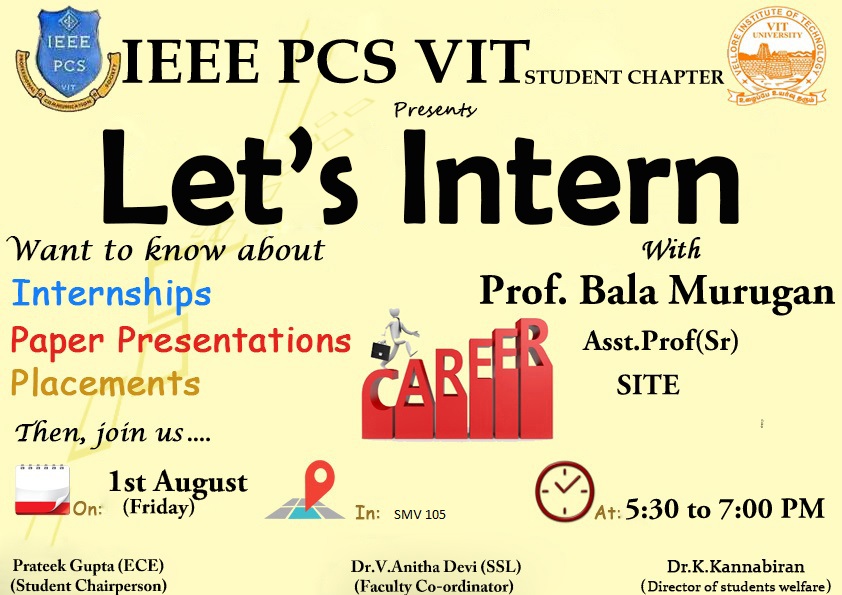 IEEE PCS VIT STUDENT CHAPTER
IEEE
PCS
VIT
PROFESSIONAL COMMUNICATION SOCIETY
VELLORE INSTITUTE OF TECHNOLOGY
VIT
UNIVERSITY
Presents
Let's Intern
Want to know about
Internships
Paper Presentations
Placements
Then, join us....
With
Prof. Bala Murugan
Asst.Prof(Sr)
SITE
CAREER
On: 1st August
(Friday)
In: SMV 105
At: 5:30 to 7:00 PM
Prateek Gupta (ECE)
(Student Chairperson)
Dr.V.Anitha Devi (SSL)
(Faculty Co-ordinator)
Dr.K.Kannabiran
(Director of students welfare)